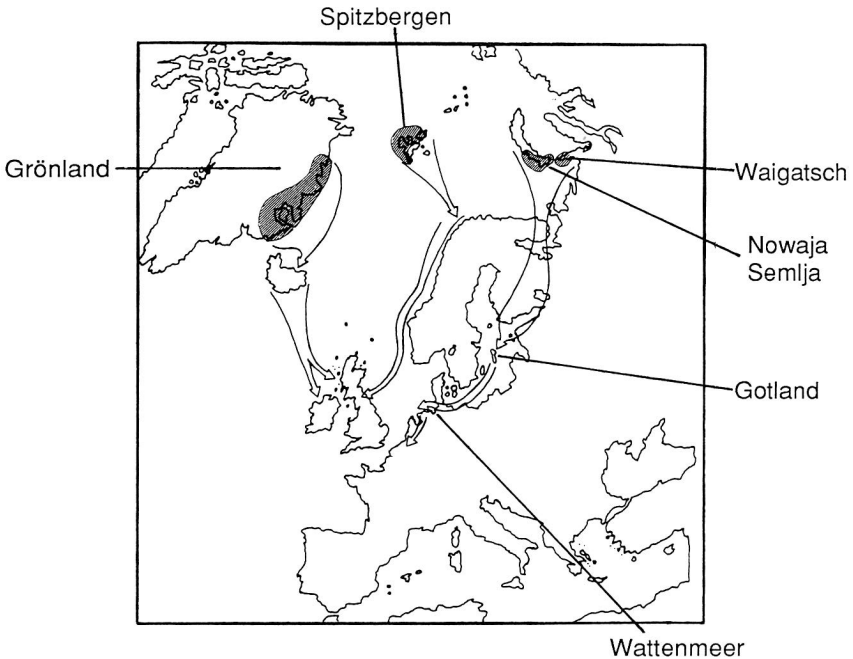 Spitzbergen
Grönland
Waigatsch
Nowaja
Semlja
Gotland
Wattenmeer